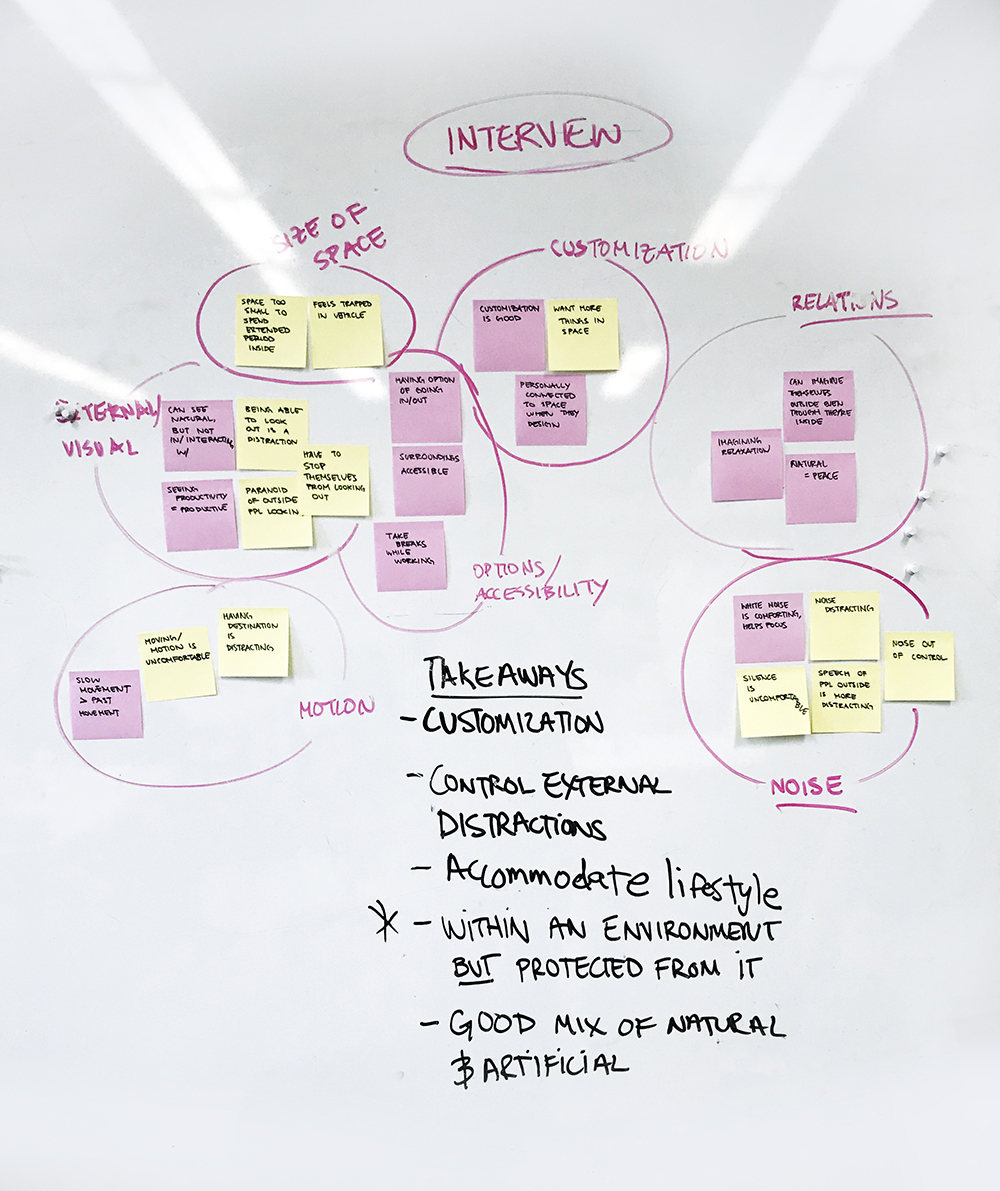 INTERVIEW
SIZE OF
SPACE
SPACE TOO
SMALL TO
SPEND
EXTENDED
PERIOD
INSIDE
FEELS TRAPPED
IN VEHICLE
CUSTOMIZATION
CUSTOMIZATION
IS GOOD
WANT MORE
THINGS IN
SPACE
PERSONALLY
CONNECTED
TO SPACE
WHEN THEY
DESIGN
RELATIONS
CAN IMAGINE
THEMSELVES
OUTSIDE EVEN
THOUGH THEY'RE
INSIDE
IMAGINING
RELAXATION
NATURAL
= PEACE
EXTERNAL/
VISUAL
CAN SEE
NATURAL,
BUT NOT
IN/INTERACTING
W/
BEING ABLE
TO LOOK
OUT IS A
DISTRACTION
HAVE TO
STOP
THEMSELVES
FROM LOOKING
OUT
SEEING
PRODUCTIVITY
= PRODUCTIVE
PARANOID
OF OUTSIDE
PPL LOOKIN
HAVING OPTION
OF GOING
IN/OUT
SURROUNDINGS
ACCESSIBLE
TAKE
BREAKS
WHILE
WORKING
OPTIONS/
ACCESSIBILITY
SLOW
MOVEMENT
> FAST
MOVEMENT
MOVING/
MOTION IS
UNCOMFORTABLE
HAVING
DESTINATION
IS
DISTRACTING
MOTION
WHITE NOISE
IS COMFORTING,
HELPS FOCUS
NOISE
DISTRACTING
NOISE OUT
OF CONTROL
SILENCE IS
UNCOMFORTABLE
SPEECH OF
PPL OUTSIDE
IS MORE
DISTRACTING
NOISE
TAKEAWAYS
- CUSTOMIZATION
- CONTROL EXTERNAL
DISTRACTIONS
- Accommodate lifestyle
* - WITHIN AN ENVIRONMENT
BUT PROTECTED FROM IT
- GOOD MIX OF NATURAL
& ARTIFICIAL